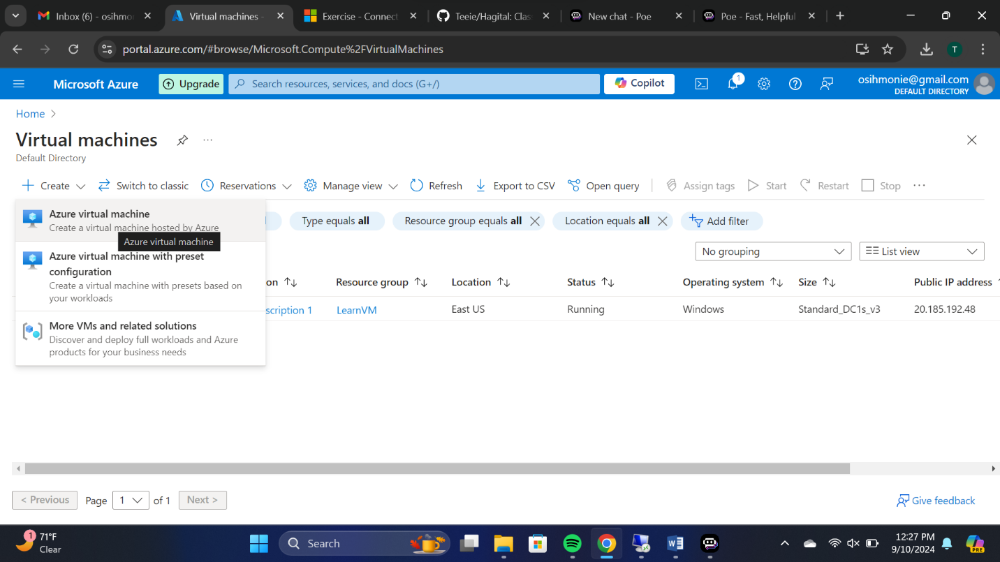 Inbox (6) - osihmo
Virtual machines -
Exercise - Connect
Teeie/Hagital: Clas
New chat - Poe
Poe - Fast, Helpful
portal.azure.com/#browse/Microsoft.Compute%2FVirtualMachines
T
Microsoft Azure
Upgrade
Search resources, services, and docs (G+/)
Copilot
1
osihmonie@gmail.com
DEFAULT DIRECTORY
Home
Virtual machines
Default Directory
Create
Switch to classic
Reservations
Manage view
Refresh
Export to CSV
Open query
Assign tags
Start
Restart
Stop
Azure virtual machine
Create a virtual machine hosted by Azure
Azure virtual machine
Azure virtual machine with preset
configuration
Create a virtual machine with presets based on
your workloads
More VMs and related solutions
Discover and deploy full workloads and Azure
products for your business needs
Type equals all
Resource group equals all
Location equals all
Add filter
No grouping
List view
on
Resource group
Location
Status
Operating system
Size
Public IP address
scription 1
LearnVM
East US
Running
Windows
Standard_DC1s_v3
20.185.192.48
< Previous
Page
1
of 1
Next >
Give feedback
1
71°F
Clear
Search
12:27 PM
9/10/2024
PRE